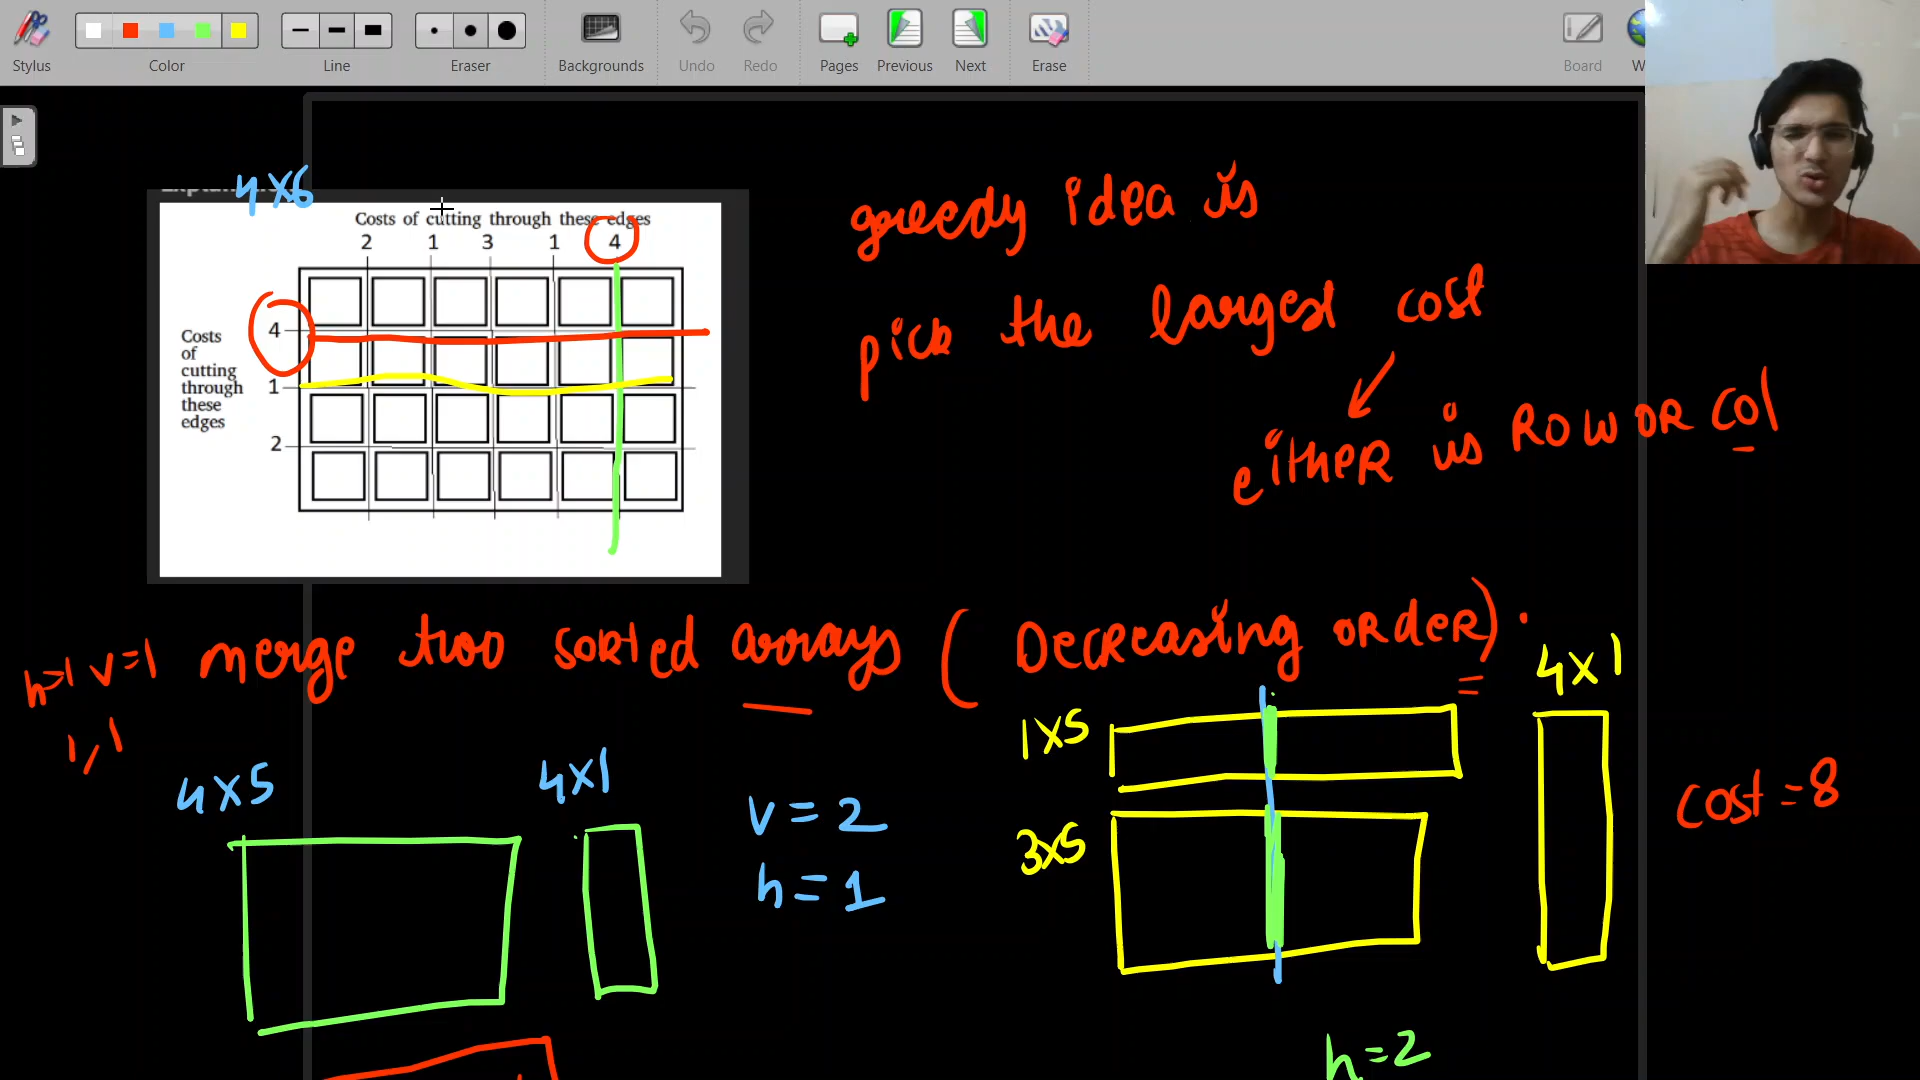 Stylus
Color
Line
Eraser
Backgrounds
Undo
Redo
Pages
Previous
Next
Erase
Board
W
4X6
Costs of cutting through these edges
2 1 3 1 4
4
1
2
Costs
of
cutting
through
these
edges
greedy idea is
pick the largest cost
eitheR is ROW OR COl
h=1 v=1 merge two SORted arrays ( Decreasing ORdeR) .
1,1
4X5
4X1
v = 2
h = 1
1X5
3X5
4X1
Cost = 8
h=2